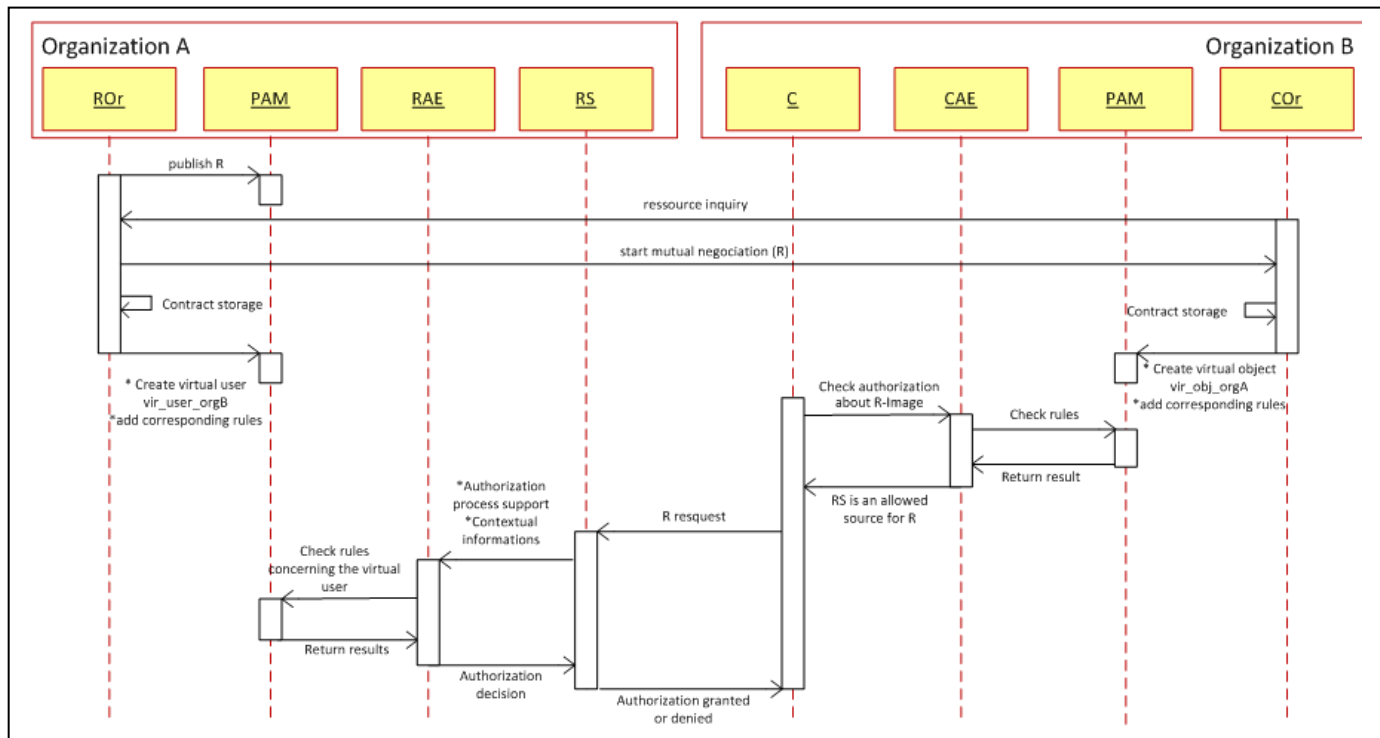 Organization A
Organization B
ROr
PAM
RAE
RS
C
CAE
PAM
COr
publish R
ressource inquiry
start mutual negociation (R)
Contract storage
Contract storage
* Create virtual user
vir_user_orgB
*add corresponding rules
* Create virtual object
vir_obj_orgA
*add corresponding rules
Check authorization
about R-Image
Check rules
Return result
RS is an allowed
source for R
R resquest
*Authorization
process support
*Contextual
informations
Check rules
concerning the virtual
user
Return results
Authorization
decision
Authorization granted
or denied